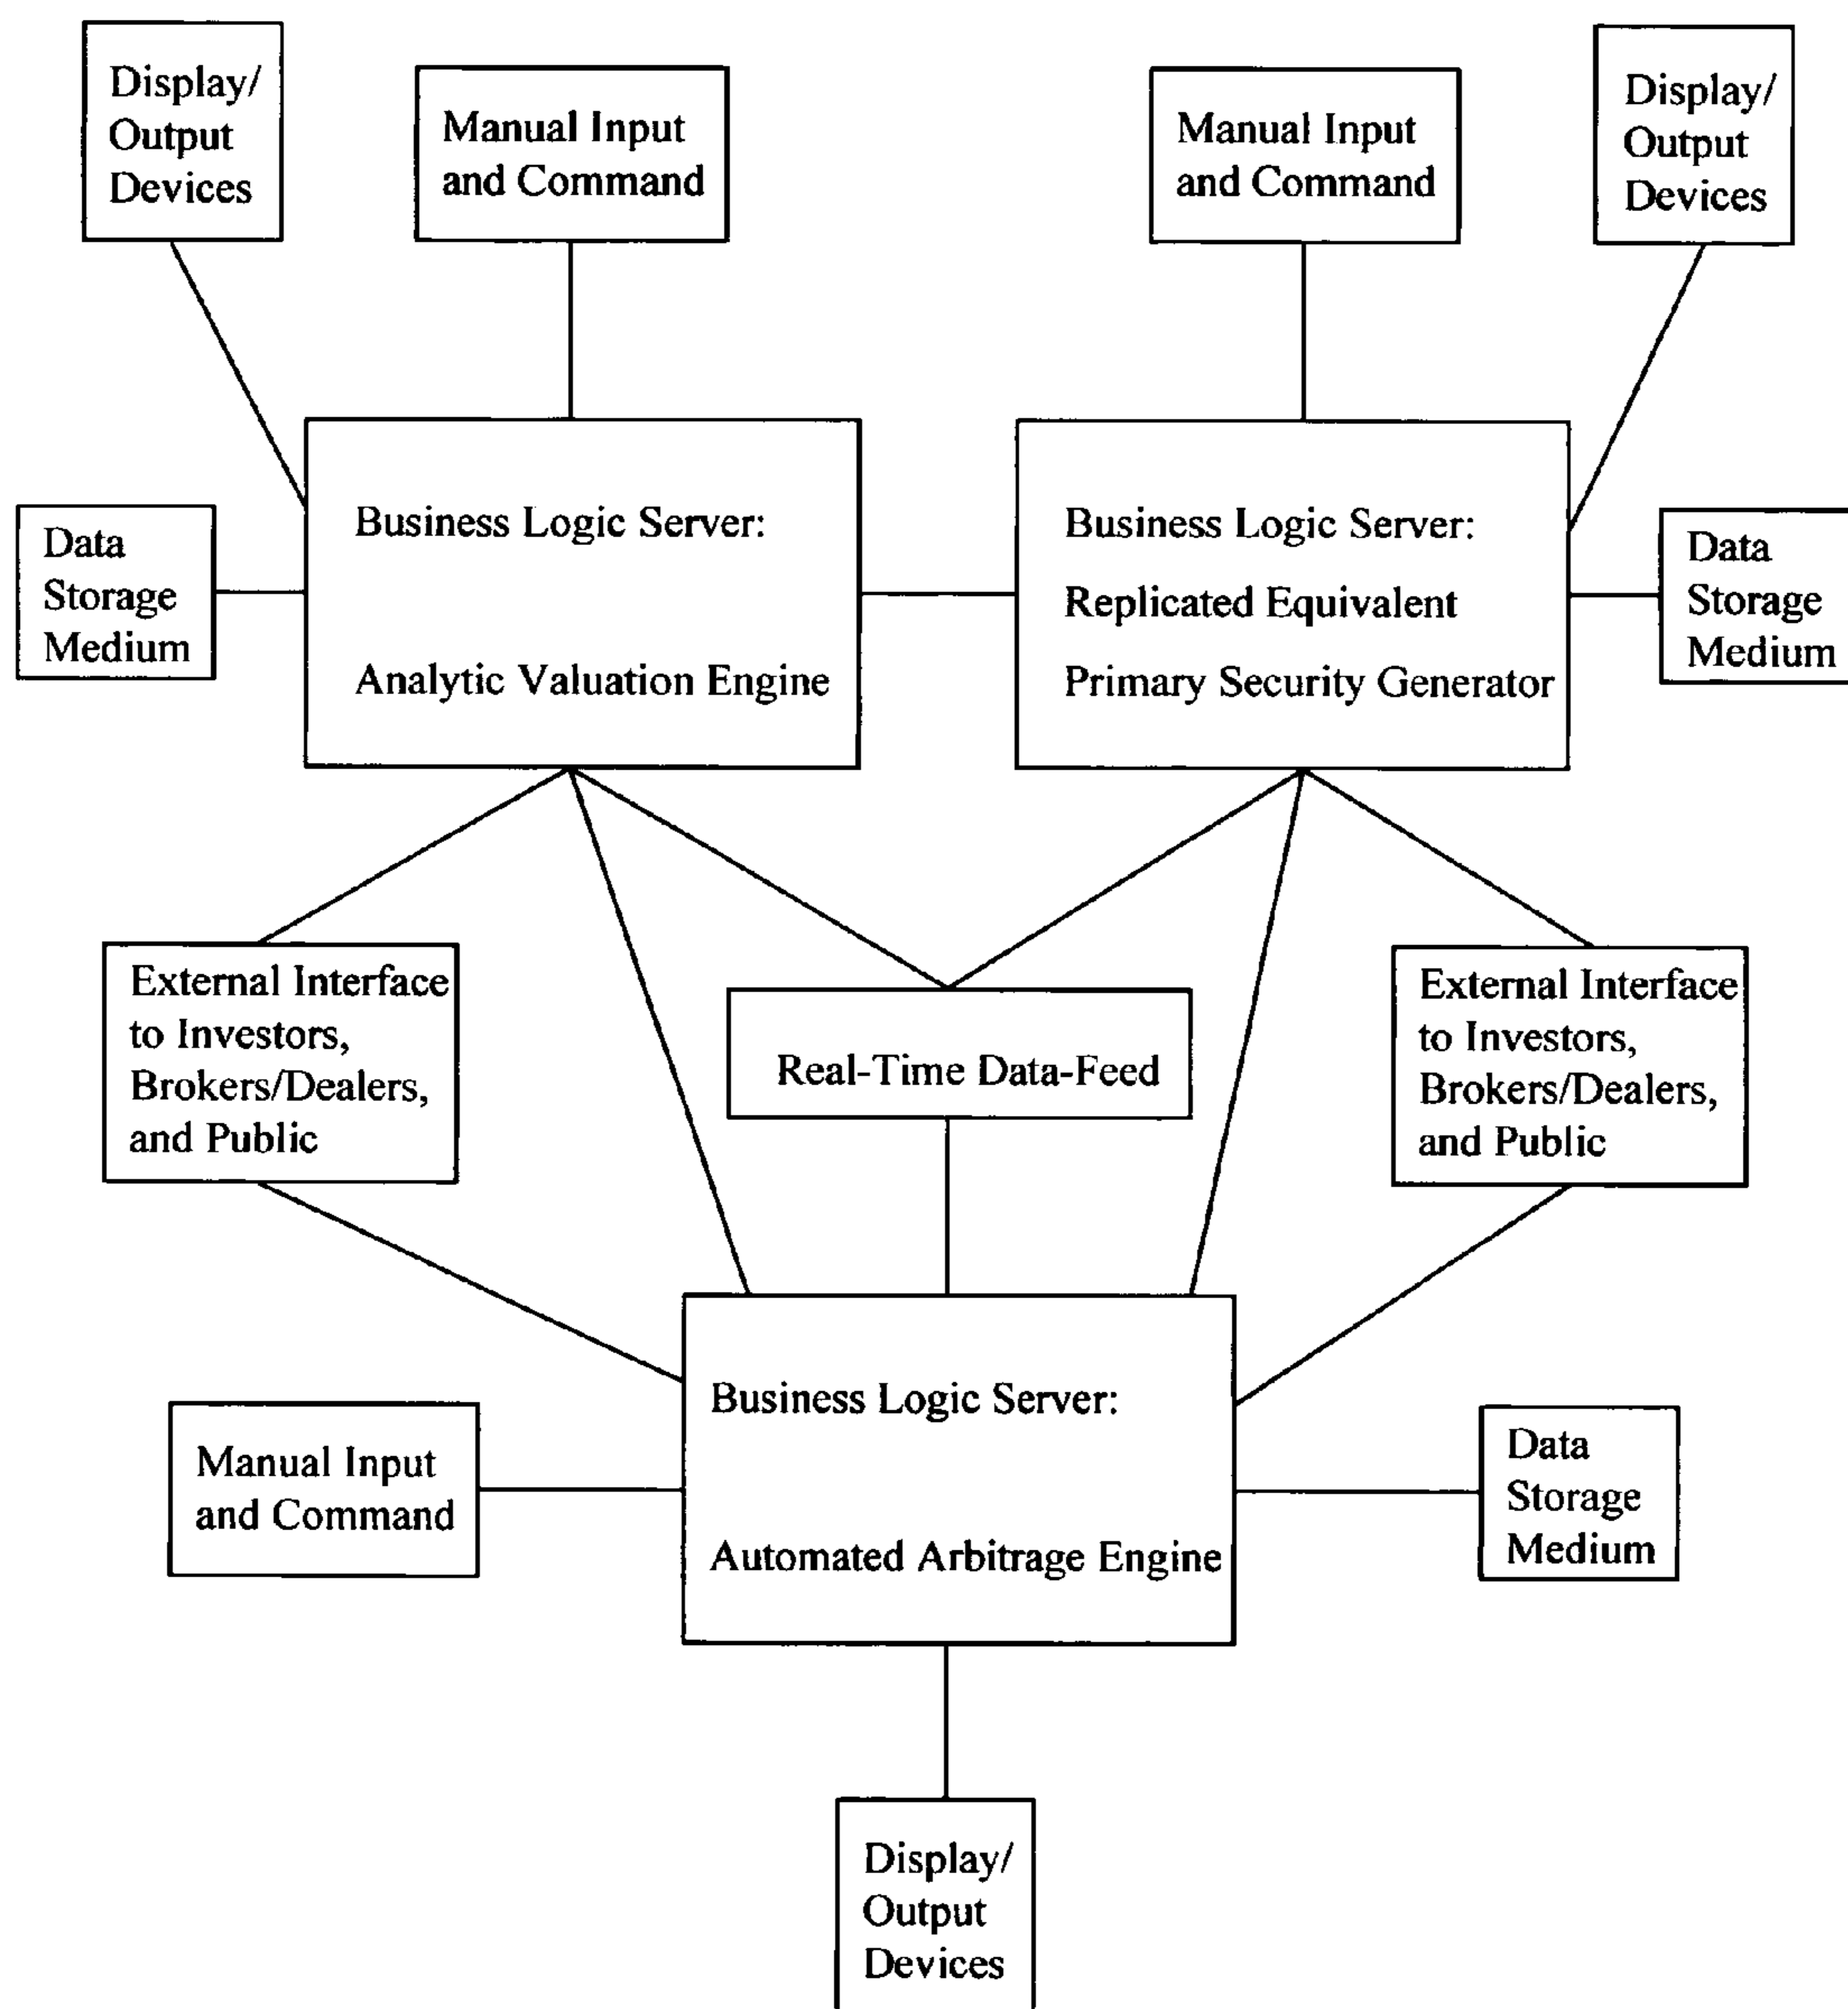 Display/
Output
Devices
Manual Input
and Command
Manual Input
and Command
Display/
Output
Devices
Data
Storage
Medium
Business Logic Server:
Analytic Valuation Engine
Business Logic Server:
Replicated Equivalent
Primary Security Generator
Data
Storage
Medium
External Interface
to Investors,
Brokers/Dealers,
and Public
Real-Time Data-Feed
External Interface
to Investors,
Brokers/Dealers,
and Public
Manual Input
and Command
Business Logic Server:
Automated Arbitrage Engine
Data
Storage
Medium
Display/
Output
Devices